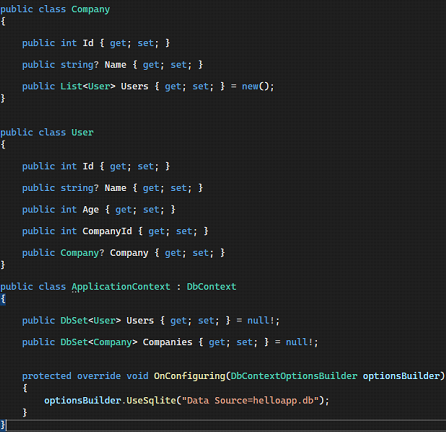 public class Company
{
public int Id { get; set; }
public string? Name { get; set; }
public List<User> Users { get; set; } = new();
}
public class User
{
public int Id { get; set; }
public string? Name { get; set; }
public int Age { get; set; }
public int CompanyId { get; set; }
public Company? Company { get; set; }
}
public class ApplicationContext : DbContext
{
public DbSet<User> Users { get; set; } = null!;
public DbSet<Company> Companies { get; set; } = null!;
protected override void OnConfiguring(DbContextOptionsBuilder optionsBuilder)
{
optionsBuilder.UseSqlite("Data Source=helloapp.db");
}
}